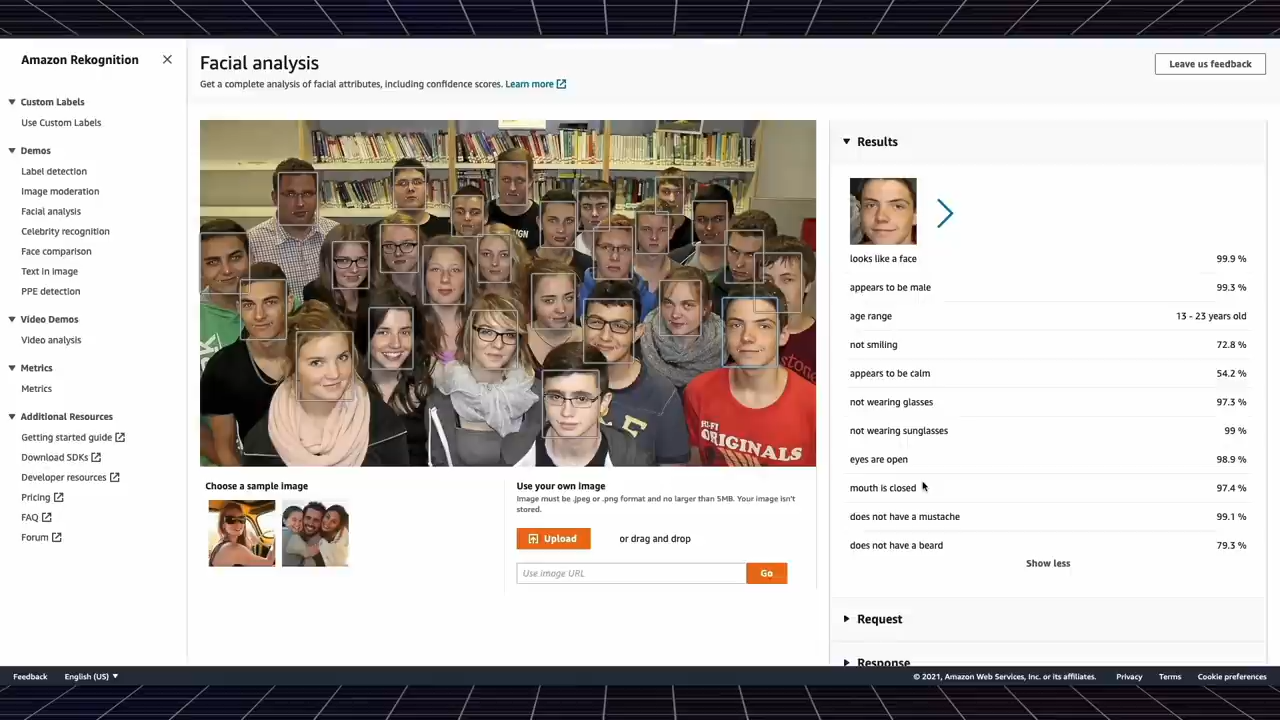 Amazon Rekognition
Custom Labels
Use Custom Labels
Demos
Label detection
Image moderation
Facial analysis
Celebrity recognition
Face comparison
Text in image
PPE detection
Video Demos
Video analysis
Metrics
Metrics
Additional Resources
Getting started guide
Download SDKs
Developer resources
Pricing
FAQ
Forum
Facial analysis
Get a complete analysis of facial attributes, including confidence scores. Learn more
Leave us feedback
HI-FI
ORIGINALS
stone
Choose a sample image
Use your own image
Image must be .jpeg or .png format and no larger than 5MB. Your image isn't
stored.
Upload
or drag and drop
Use image URL
Go
Results
looks like a face 99.9 %
appears to be male 99.3 %
age range 13 - 23 years old
not smiling 72.8 %
appears to be calm 54.2 %
not wearing glasses 97.3 %
not wearing sunglasses 99 %
eyes are open 98.9 %
mouth is closed 97.4 %
does not have a mustache 99.1 %
does not have a beard 79.3 %
Show less
Request
Response
Feedback
English (US)
© 2021, Amazon Web Services, Inc. or its affiliates.
Privacy
Terms
Cookie preferences